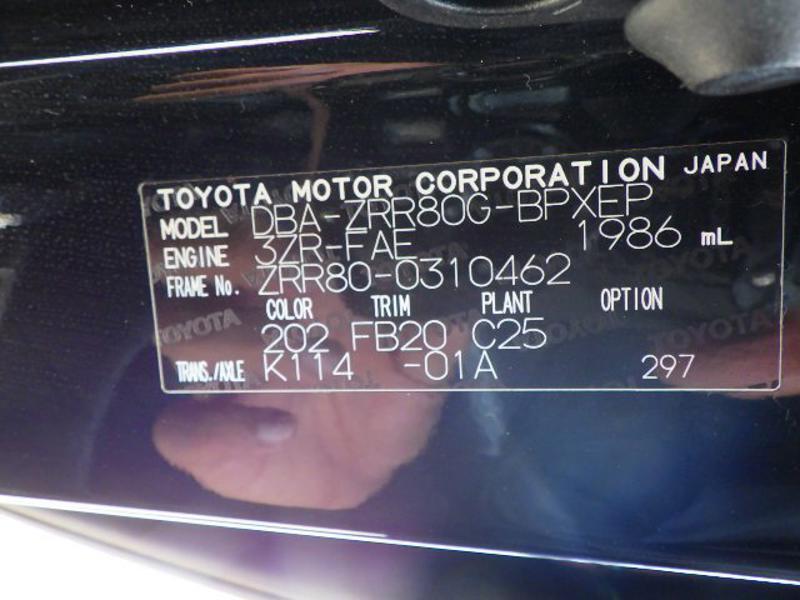 TOYOTA MOTOR CORPORATION JAPAN
MODEL DBA-ZRR80G-BPXEP
ENGINE 3ZR-FAE 1986 mL
FRAME No. ZRR80-0310462
COLOR TRIM PLANT OPTION
202 FB20 C25
TRANS./AXLE K114 -01A 297